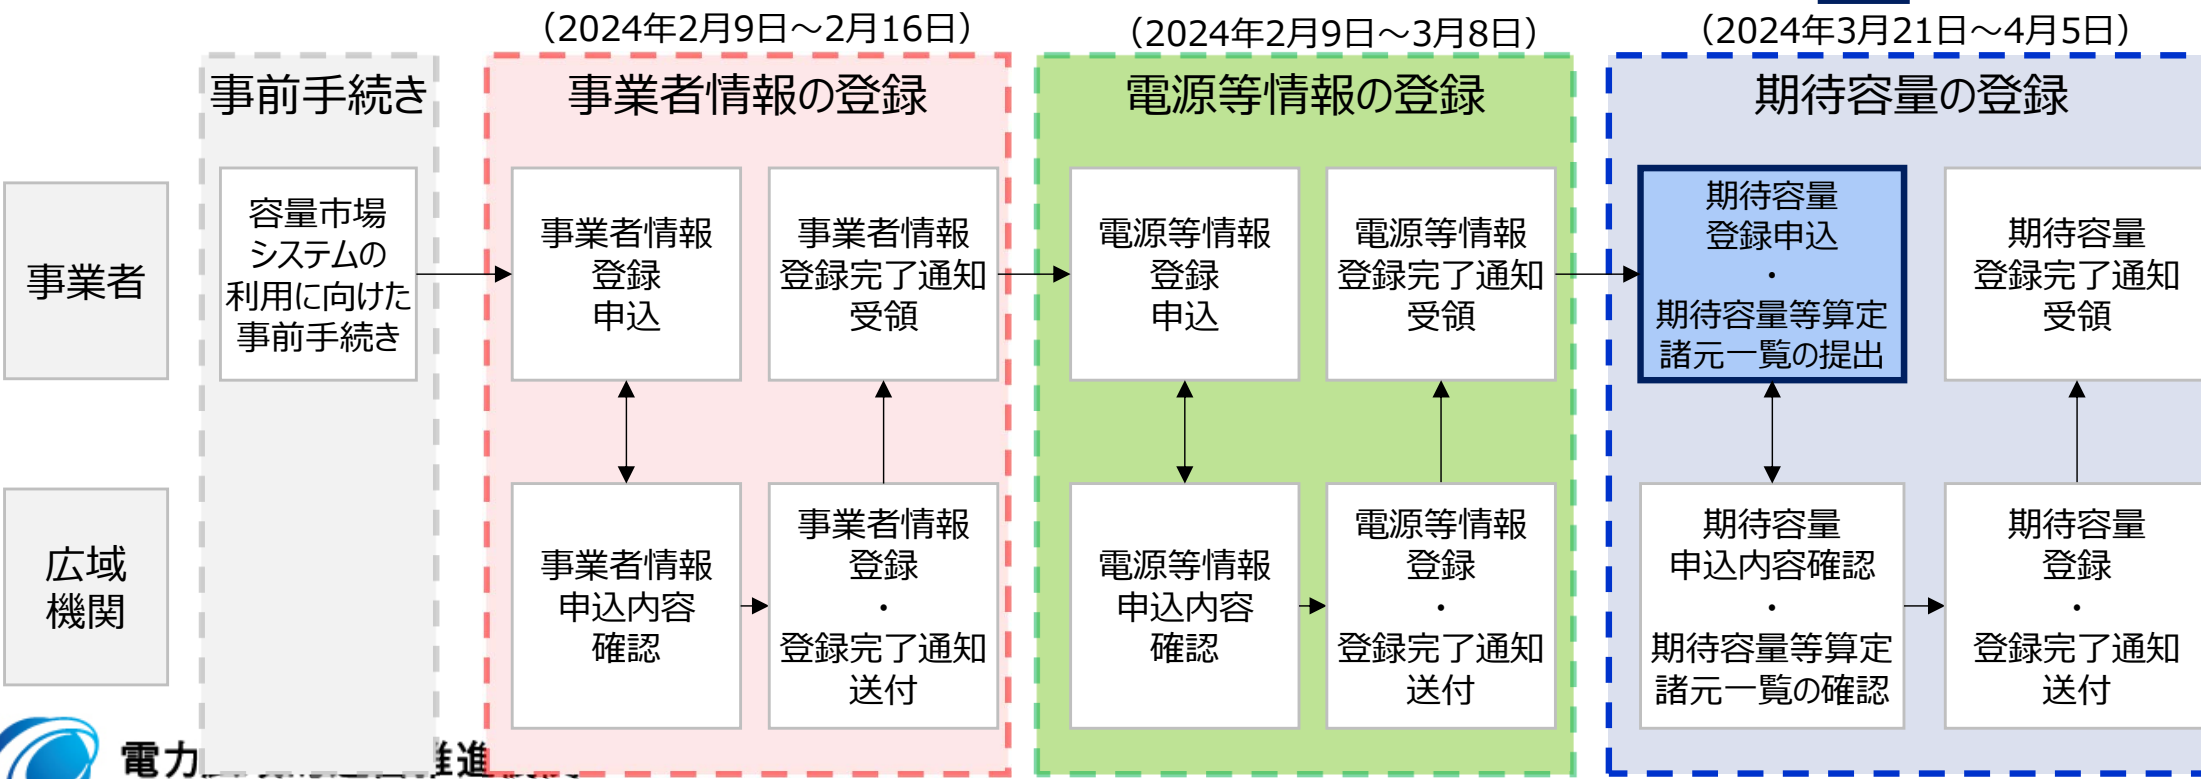 （2024年2月9日～2月16日）
（2024年2月9日～3月8日）
（2024年3月21日～4月5日）
事前手続き
事業者情報の登録
電源等情報の登録
期待容量の登録
事業者
容量市場
システムの
利用に向けた
事前手続き
事業者情報
登録
申込
事業者情報
登録完了通知
受領
電源等情報
登録
申込
電源等情報
登録完了通知
受領
期待容量
登録申込
・
期待容量等算定
諸元一覧の提出
期待容量
登録完了通知
受領
広域
機関
事業者情報
申込内容
確認
事業者情報
登録
・
登録完了通知
送付
電源等情報
申込内容
確認
電源等情報
登録
・
登録完了通知
送付
期待容量
申込内容確認
・
期待容量等算定
諸元一覧の確認
期待容量
登録
・
登録完了通知
送付
電力
推進